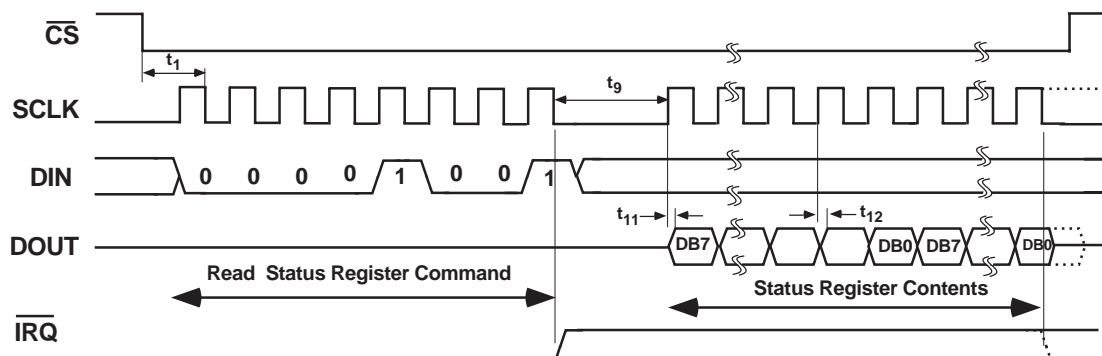 CS
t1
SCLK
t9
DIN
0 0 0 0 1 0 0 1
t11
t12
DOUT
DB7 DB0 DB7 DB0
Read Status Register Command
Status Register Contents
IRQ